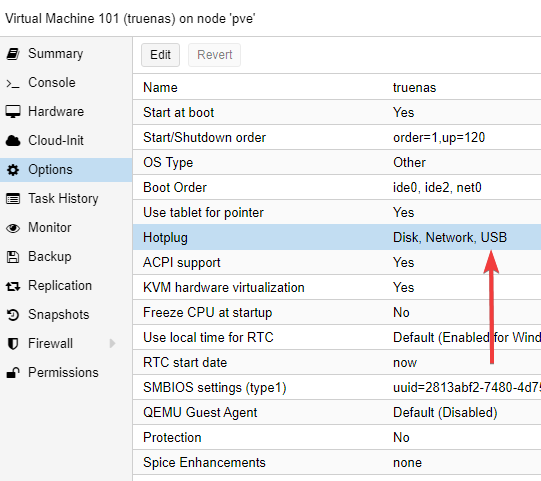 Virtual Machine 101 (truenas) on node 'pve'
Summary
Console
Hardware
Cloud-Init
Options
Task History
Monitor
Backup
Replication
Snapshots
Firewall
Permissions
Edit Revert
Name truenas
Start at boot Yes
Start/Shutdown order order=1,up=120
OS Type Other
Boot Order ide0, ide2, net0
Use tablet for pointer Yes
Hotplug Disk, Network, USB
ACPI support Yes
KVM hardware virtualization Yes
Freeze CPU at startup No
Use local time for RTC Default (Enabled for Wind
RTC start date now
SMBIOS settings (type1) uuid=2813abf2-7480-4d75
QEMU Guest Agent Default (Disabled)
Protection No
Spice Enhancements none